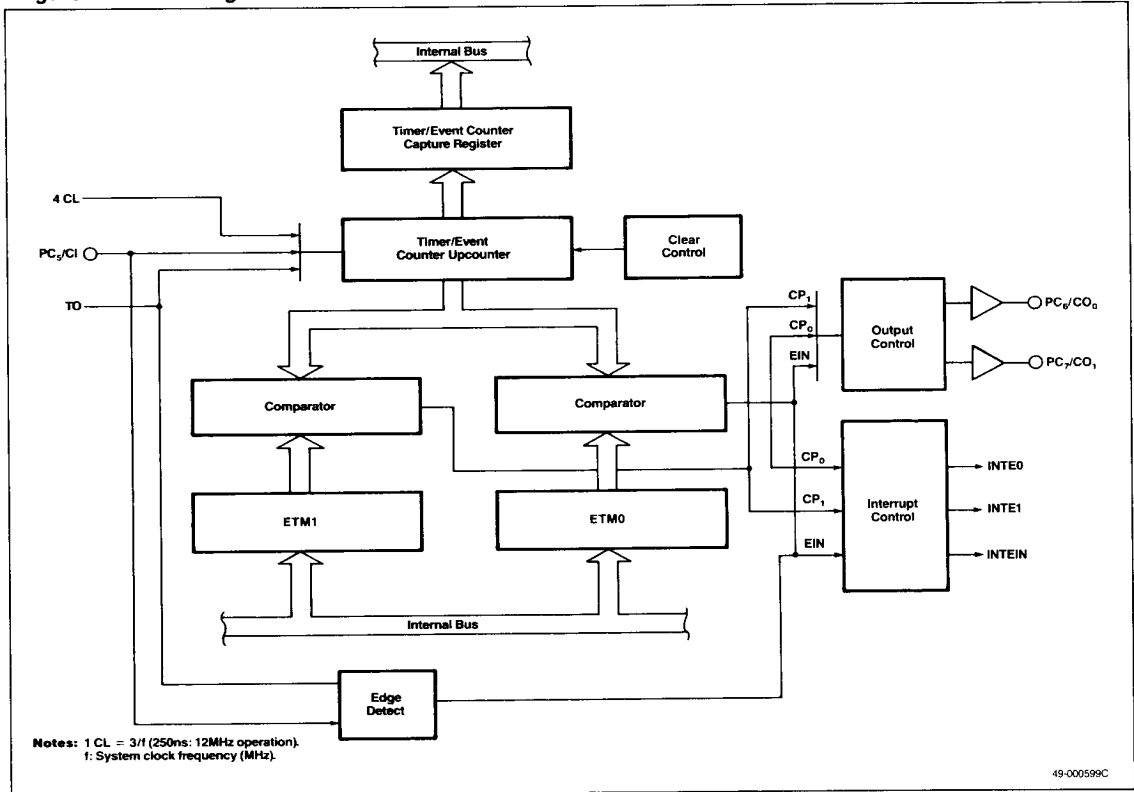 Internal Bus
Timer/Event Counter
Capture Register
4 CL
PC5/CI
TO
Timer/Event
Counter Upcounter
Clear
Control
CP1
CP0
EIN
Output
Control
PC6/CO0
PC7/CO1
Comparator
Comparator
CP0
CP1
EIN
Interrupt
Control
INTE0
INTE1
INTEIN
ETM1
ETM0
Internal Bus
Edge
Detect
Notes: 1 CL = 3/f (250ns: 12MHz operation).
f: System clock frequency (MHz).
49-000599C